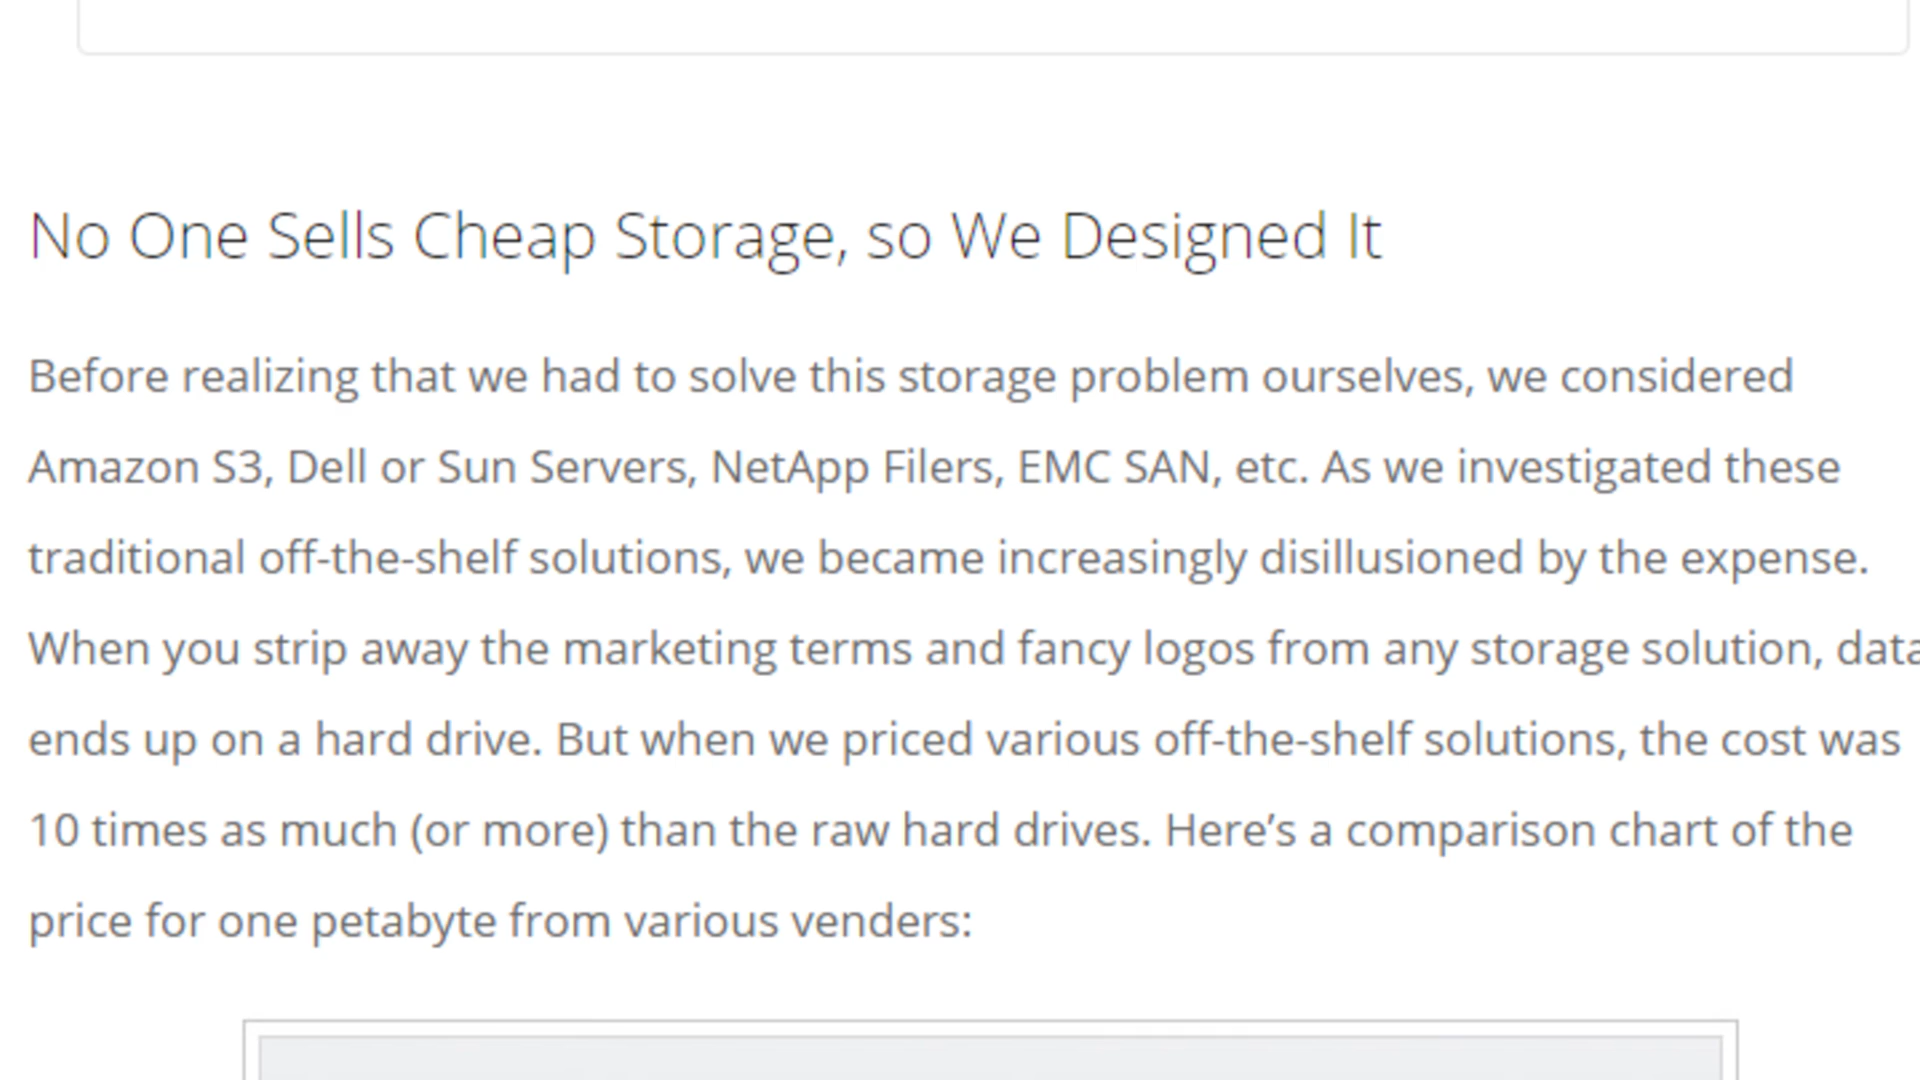 No One Sells Cheap Storage, so We Designed It
Before realizing that we had to solve this storage problem ourselves, we considered
Amazon S3, Dell or Sun Servers, NetApp Filers, EMC SAN, etc. As we investigated these
traditional off-the-shelf solutions, we became increasingly disillusioned by the expense.
When you strip away the marketing terms and fancy logos from any storage solution, data
ends up on a hard drive. But when we priced various off-the-shelf solutions, the cost was
10 times as much (or more) than the raw hard drives. Here’s a comparison chart of the
price for one petabyte from various venders: